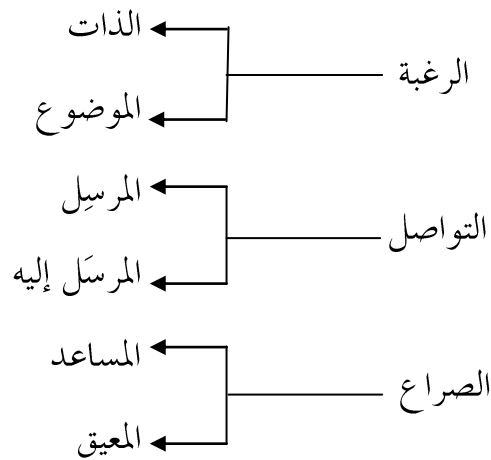 الرغبة
الذات
الموضوع
التواصل
المرسِل
المرسَل إليه
الصراع
المساعد
المعيق